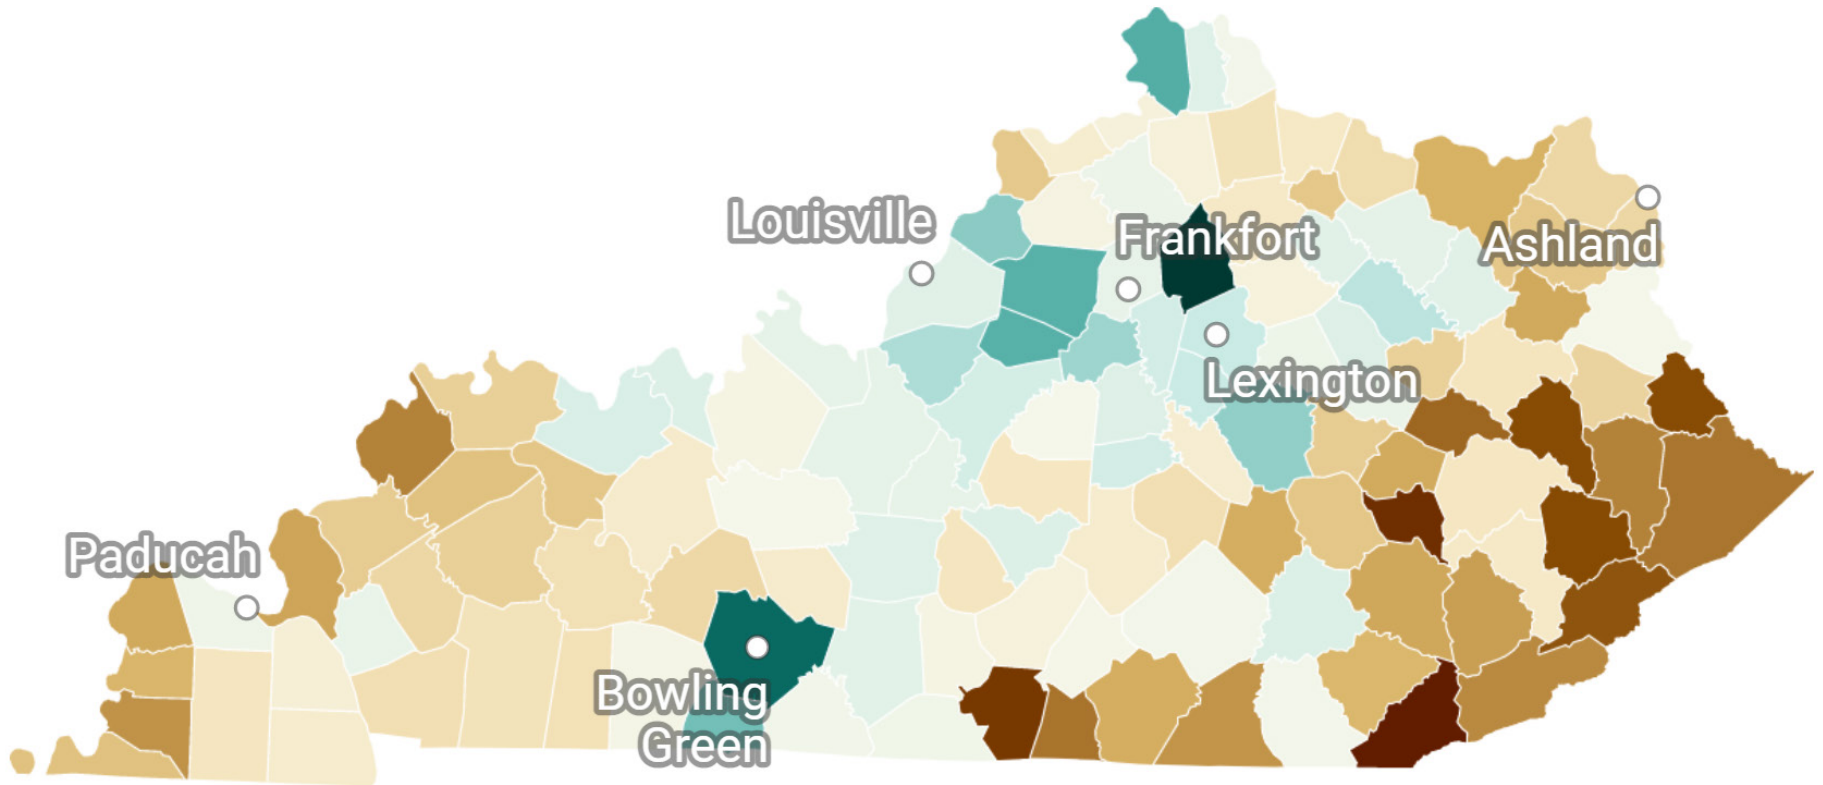 Louisville
Frankfort
Ashland
Lexington
Paducah
Bowling
Green